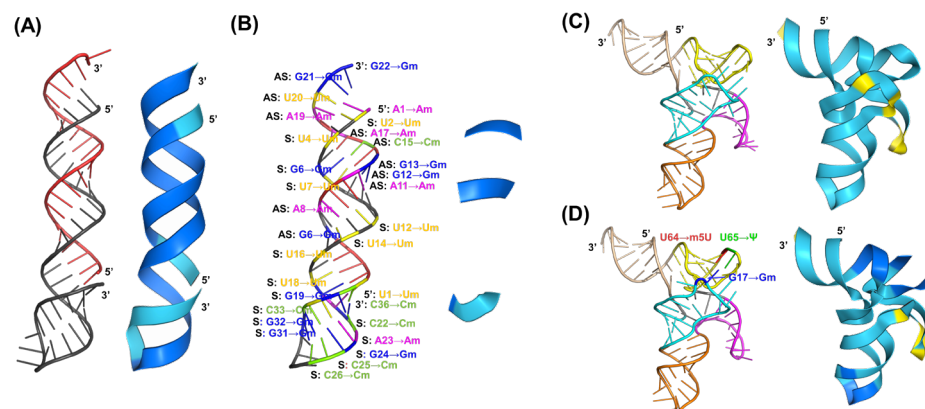 (A)
3'
5'
5'
3'
3'
5'
5'
3'
(B)
3': G22→Gm
AS: G21→Gm
AS: U20→Um
AS: A19→Am
5': A1→Am
S: U2→Um
S: U4→Um
AS: A17→Am
AS: C15→Cm
S: G6→Gm
AS: G13→Gm
AS: G12→Gm
S: U7→Um
AS: A11→Am
AS: A8→Am
S: U12→Um
AS: G6→Gm
S: U14→Um
S: U16→Um
S: U18→Um
S: G19→Gm
5': U1→Um
3': C36→Cm
S: C33→Cm
S: G32→Gm
S: C22→Cm
S: G31→Gm
S: A23→Am
S: G24→Gm
S: C25→Cm
S: C26→Cm
(C)
5'
3'
5'
3'
(D)
5'
U64→m5U
U65→Ψ
3'
G17→Gm
5'
3'